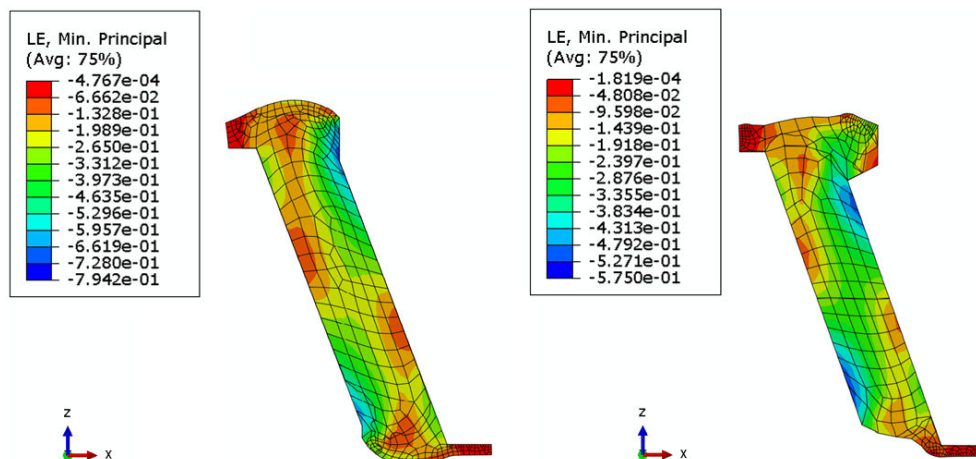 LE, Min. Principal
(Avg: 75%)
-4.767e-04
-6.662e-02
-1.328e-01
-1.989e-01
-2.650e-01
-3.312e-01
-3.973e-01
-4.635e-01
-5.296e-01
-5.957e-01
-6.619e-01
-7.280e-01
-7.942e-01
z
x
LE, Min. Principal
(Avg: 75%)
-1.819e-04
-4.808e-02
-9.598e-02
-1.439e-01
-1.918e-01
-2.397e-01
-2.876e-01
-3.355e-01
-3.834e-01
-4.313e-01
-4.792e-01
-5.271e-01
-5.750e-01
z
x